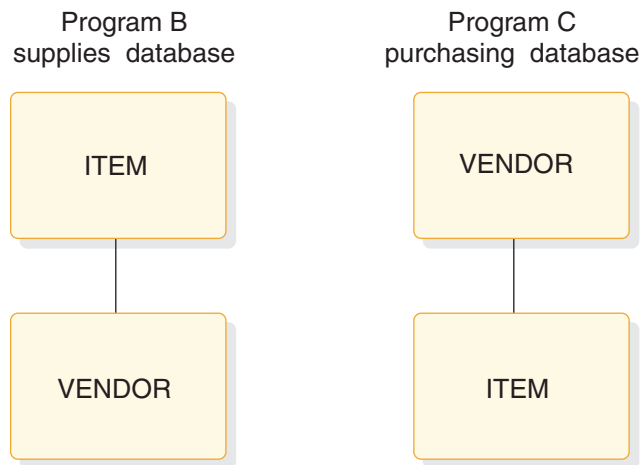 Program B
supplies database
ITEM
VENDOR
Program C
purchasing database
VENDOR
ITEM